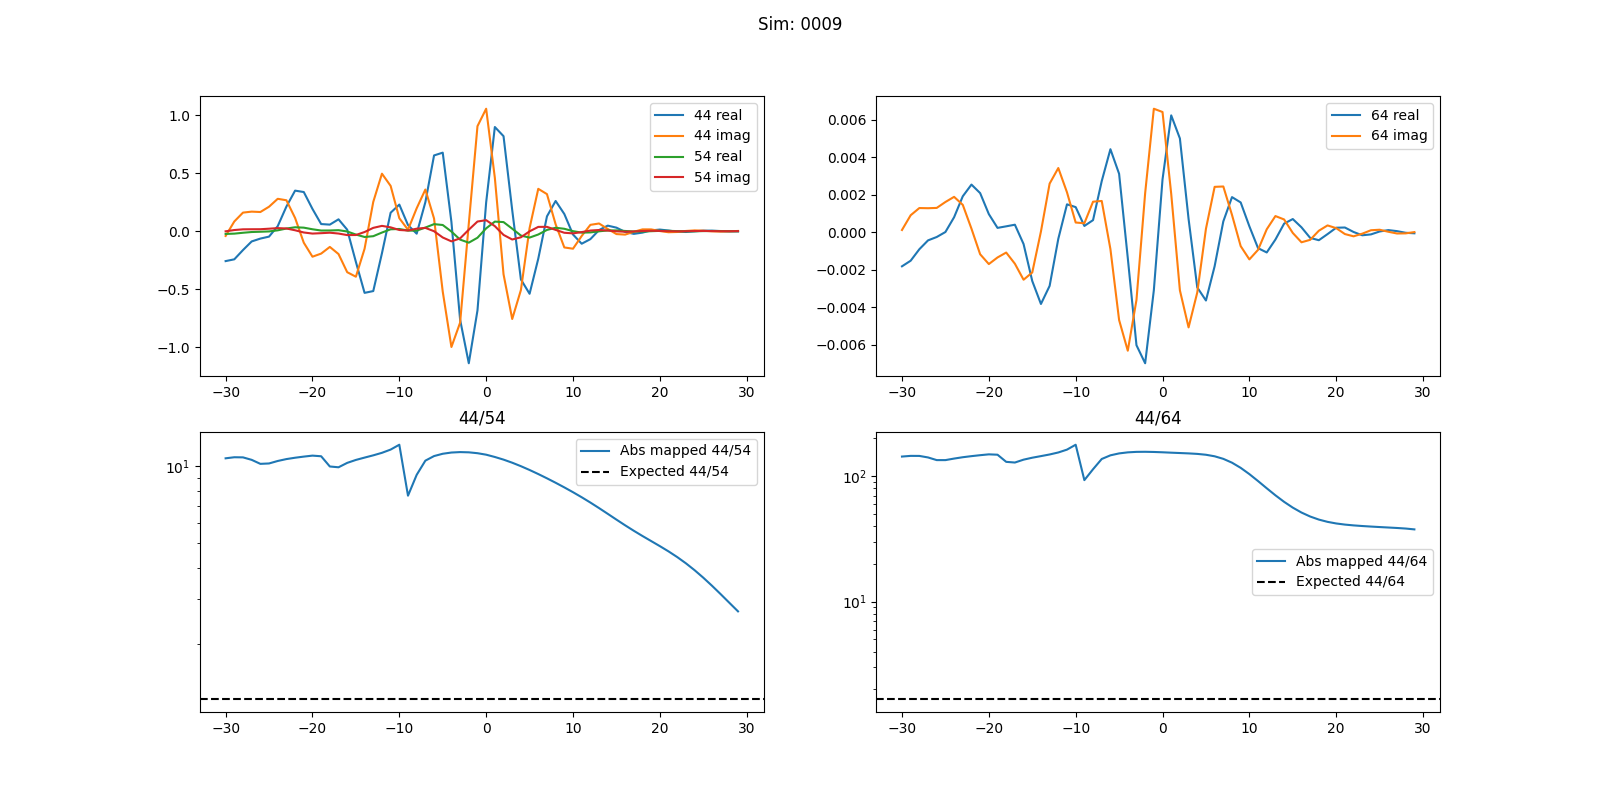 Sim: 0009
1.0
0.5
0.0
−0.5
−1.0
−30 −20 −10 0 10 20 30
44 real
44 imag
54 real
54 imag
0.006
0.004
0.002
0.000
−0.002
−0.004
−0.006
−30 −20 −10 0 10 20 30
64 real
64 imag
44/54
10¹
−30 −20 −10 0 10 20 30
Abs mapped 44/54
Expected 44/54
44/64
10²
10¹
−30 −20 −10 0 10 20 30
Abs mapped 44/64
Expected 44/64